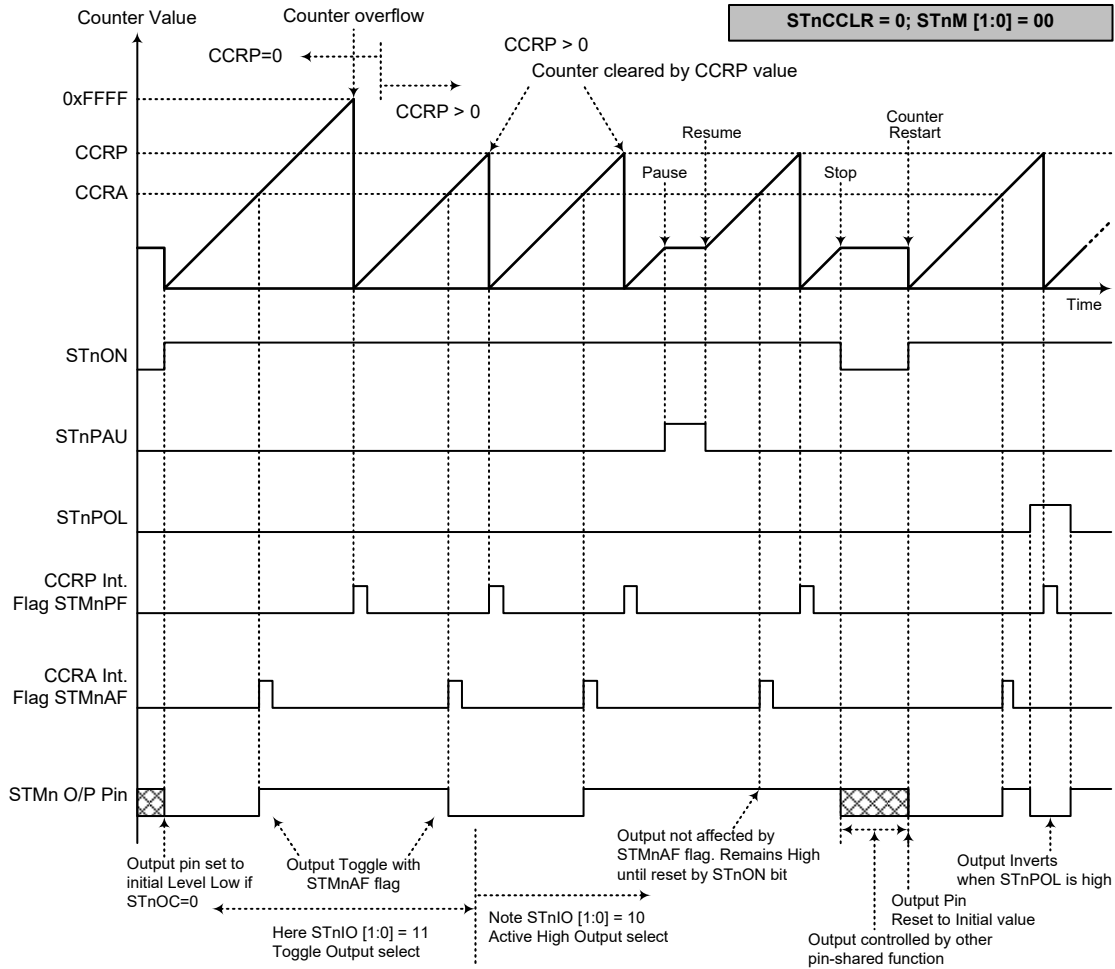 Counter Value
Counter overflow
STnCCLR = 0; STnM [1:0] = 00
CCRP=0
CCRP > 0
Counter cleared by CCRP value
CCRP > 0
0xFFFF
CCRP
CCRA
Pause
Resume
Stop
Counter
Restart
Time
STnON
STnPAU
STnPOL
CCRP Int.
Flag STMnPF
CCRA Int.
Flag STMnAF
STMn O/P Pin
Output pin set to
initial Level Low if
STnOC=0
Output Toggle with
STMnAF flag
Here STnIO [1:0] = 11
Toggle Output select
Note STnIO [1:0] = 10
Active High Output select
Output not affected by
STMnAF flag. Remains High
until reset by STnON bit
Output controlled by other
pin-shared function
Output Pin
Reset to Initial value
Output Inverts
when STnPOL is high